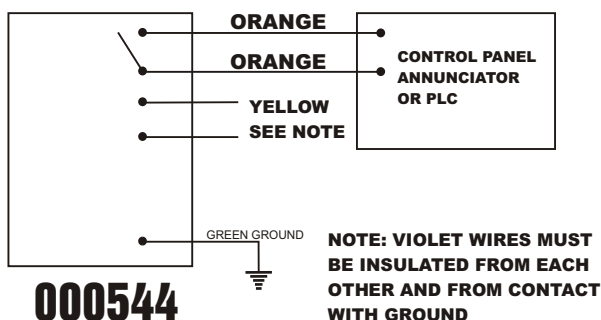 ORANGE
ORANGE
CONTROL PANEL
ANNUNCIATOR
OR PLC
YELLOW
SEE NOTE
GREEN GROUND
NOTE: VIOLET WIRES MUST
BE INSULATED FROM EACH
OTHER AND FROM CONTACT
WITH GROUND
000544